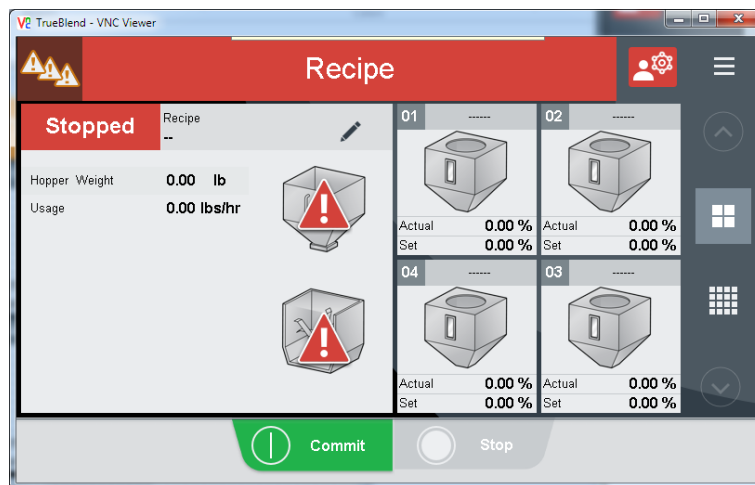 V2 TrueBlend - VNC Viewer
Recipe
Stopped
Recipe
--
Hopper Weight 0.00 lb
Usage 0.00 lbs/hr
01 ------
02 ------
Actual 0.00 %
Set 0.00 %
Actual 0.00 %
Set 0.00 %
04 ------
03 ------
Actual 0.00 %
Set 0.00 %
Actual 0.00 %
Set 0.00 %
Commit
Stop